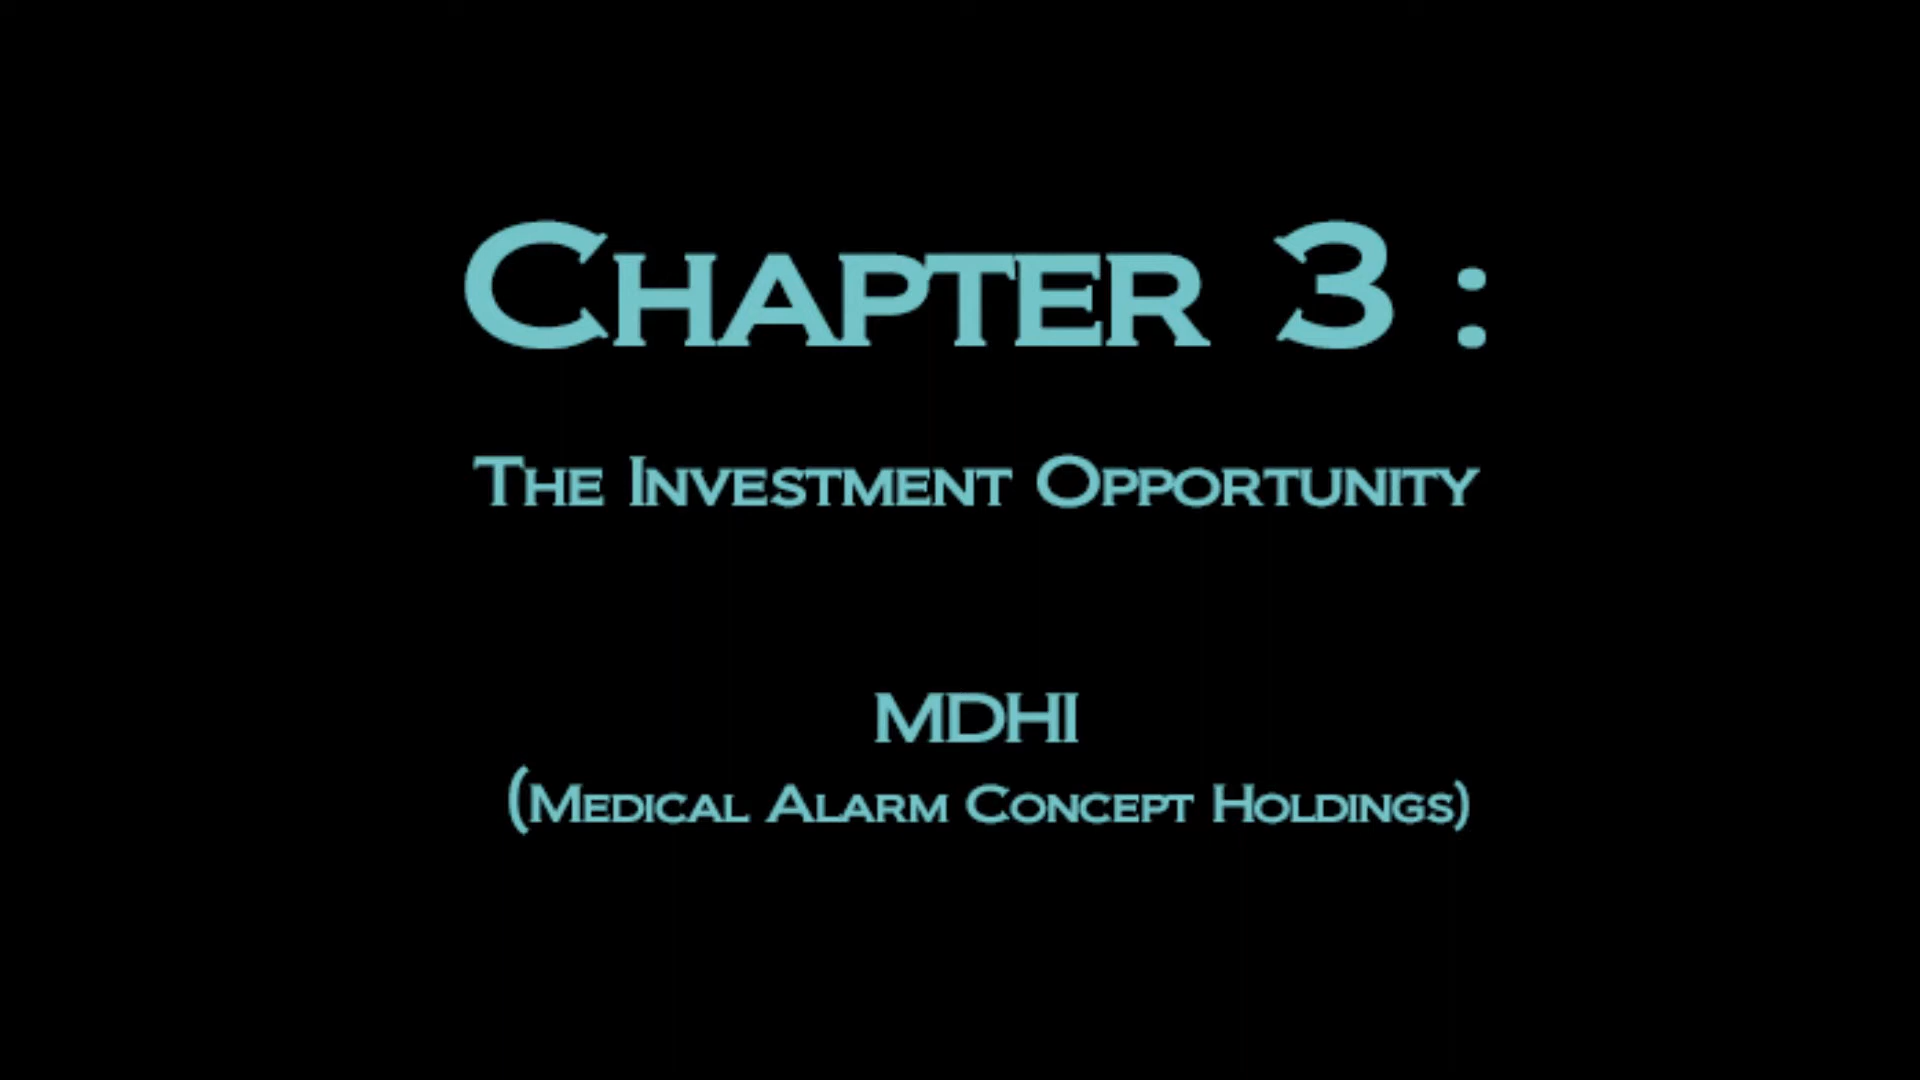 Chapter 3 :
The Investment Opportunity
MDHI
(Medical Alarm Concept Holdings)